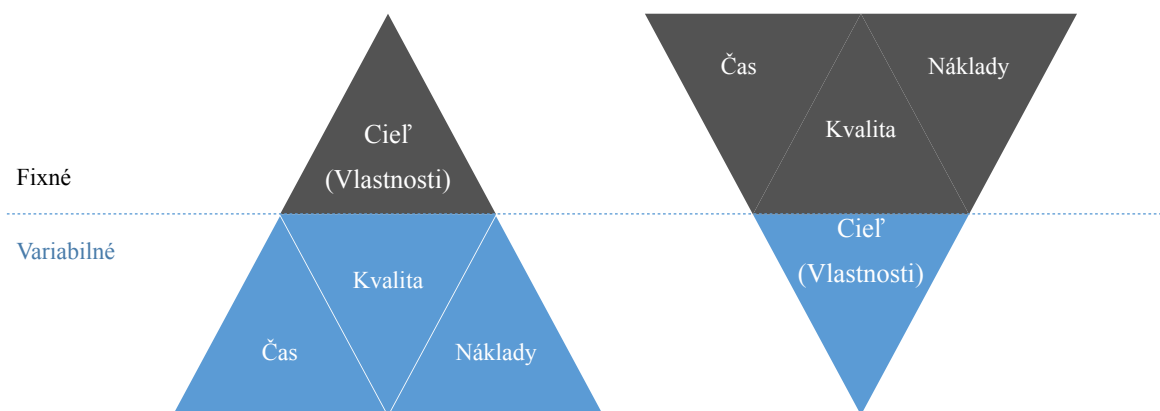 Fixné
Variabilné
Cieľ
(Vlastnosti)
Kvalita
Čas
Náklady
Čas
Náklady
Kvalita
Cieľ
(Vlastnosti)